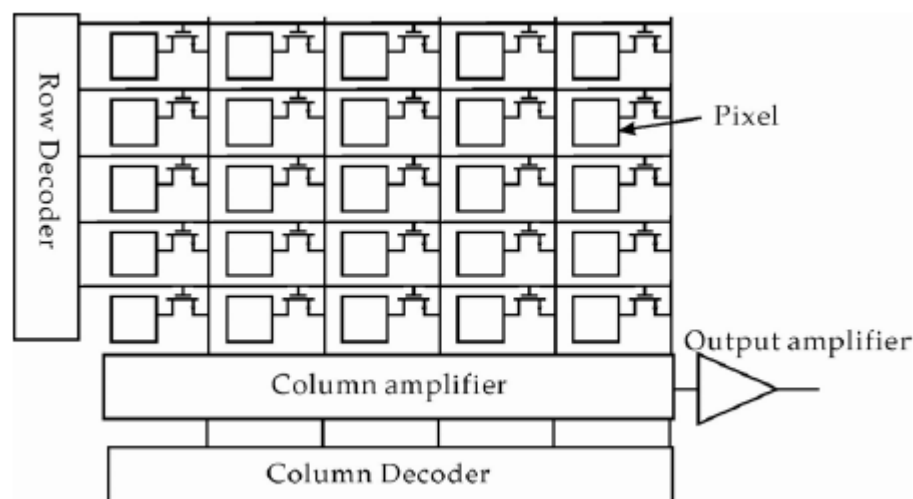 Row Decoder
Pixel
Output amplifier
Column amplifier
Column Decoder